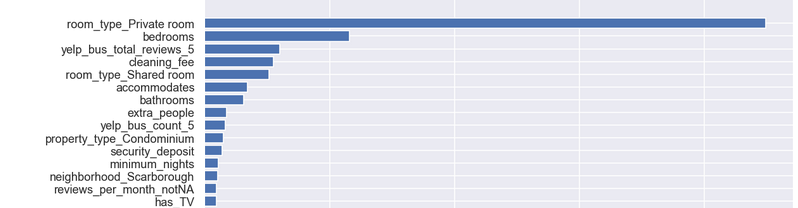 room_type_Private room
bedrooms
yelp_bus_total_reviews_5
cleaning_fee
room_type_Shared room
accommodates
bathrooms
extra_people
yelp_bus_count_5
property_type_Condominium
security_deposit
minimum_nights
neighborhood_Scarborough
reviews_per_month_notNA
has_TV